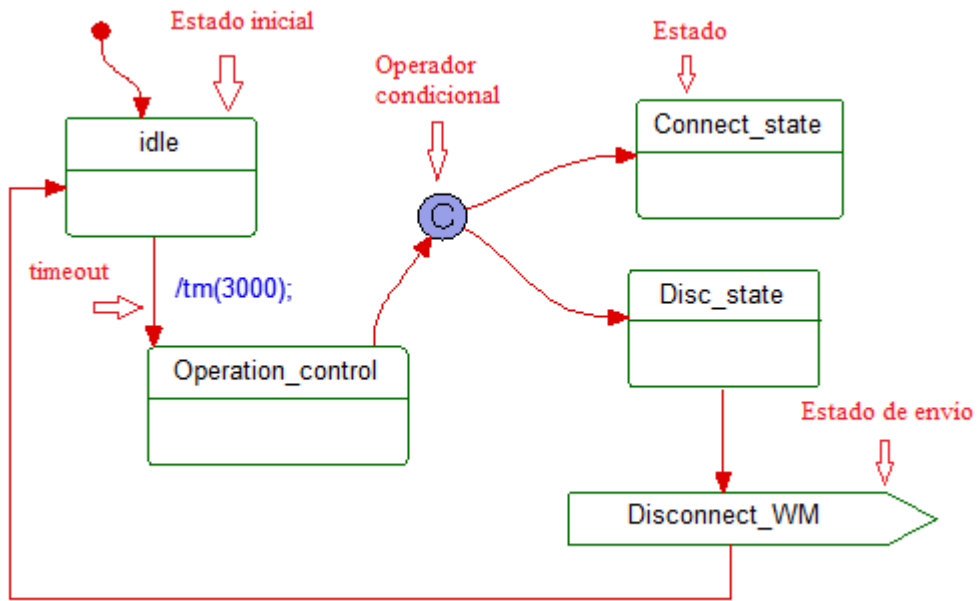 Estado inicial
Estado
Operador
condicional
Connect_state
idle
C
timeout
/tm(3000);
Disc_state
Operation_control
Estado de envio
Disconnect_WM